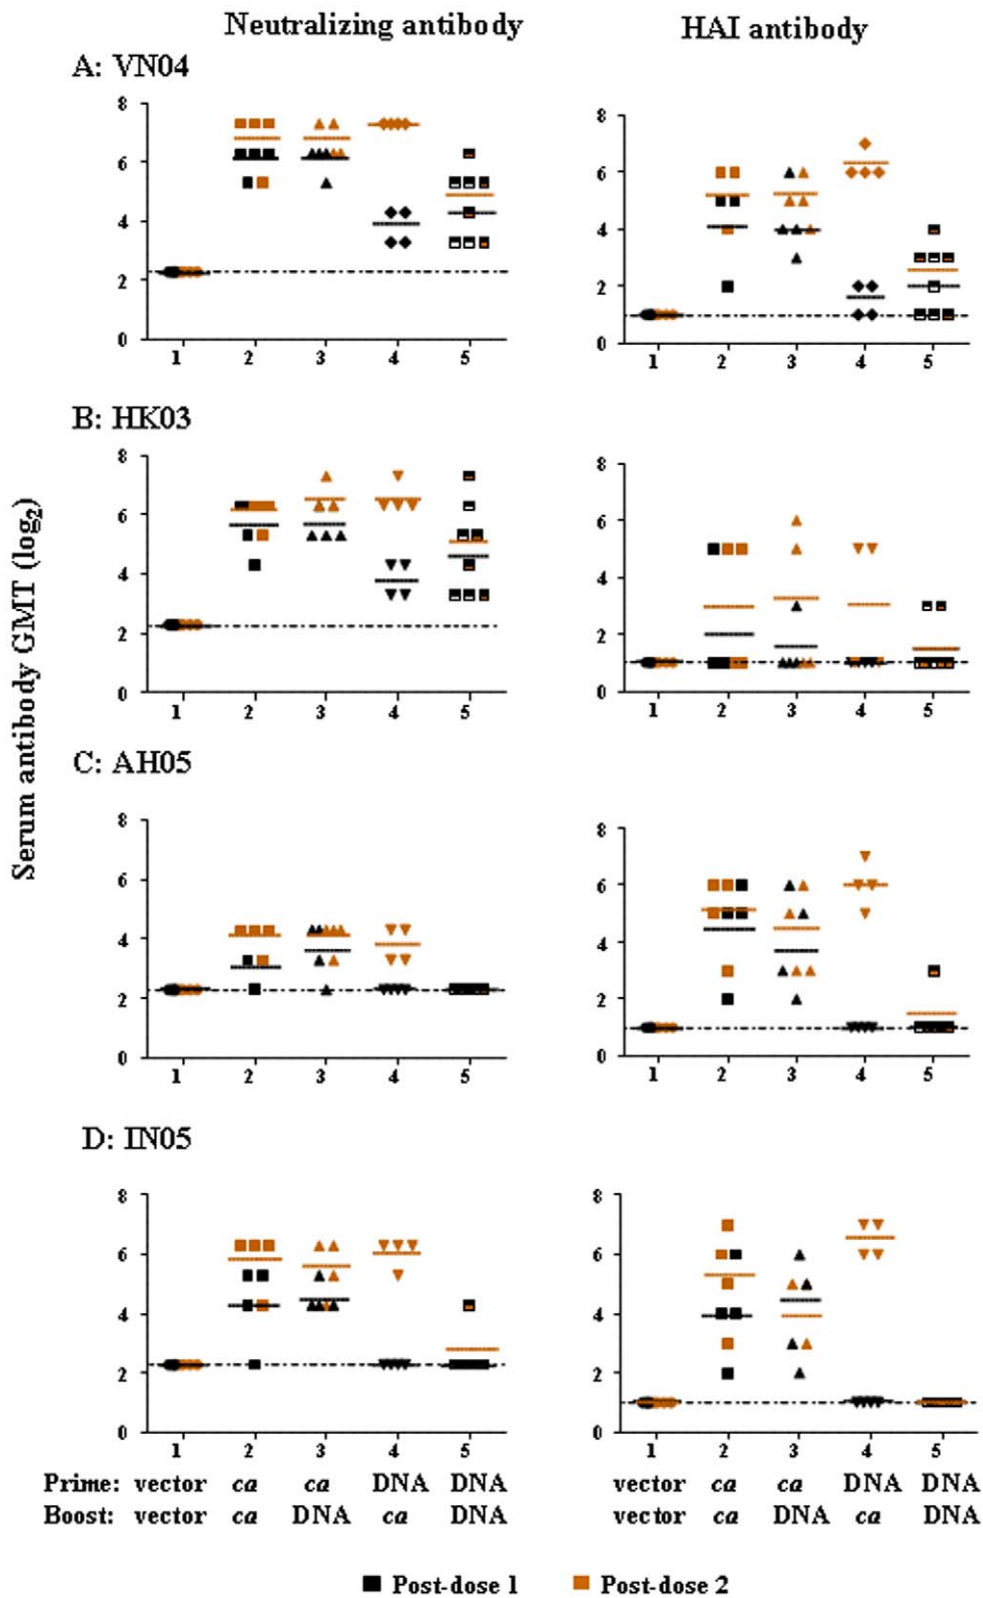 Neutralizing antibody
HAI antibody
A: VN04
8
6
4
2
0
1 2 3 4 5
8
6
4
2
0
1 2 3 4 5
B: HK03
8
6
4
2
0
1 2 3 4 5
8
6
4
2
0
1 2 3 4 5
Serum antibody GMT (log2)
C: AH05
8
6
4
2
0
1 2 3 4 5
8
6
4
2
0
1 2 3 4 5
D: IN05
8
6
4
2
0
1 2 3 4 5
8
6
4
2
0
1 2 3 4 5
Prime: vector ca ca DNA DNA
Boost: vector ca DNA ca DNA
vector ca ca DNA DNA
vector ca DNA ca DNA
Post-dose 1
Post-dose 2